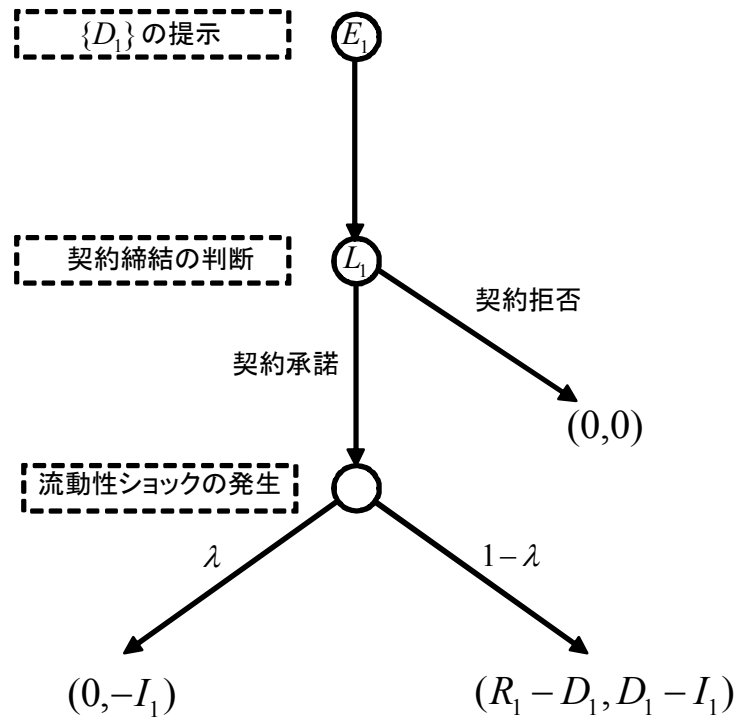 {D₁} の提示
E₁
契約締結の判断
L₁
契約拒否
契約承諾
(0,0)
流動性ショックの発生
λ
1−λ
(0,−I₁)
(R₁−D₁,D₁−I₁)